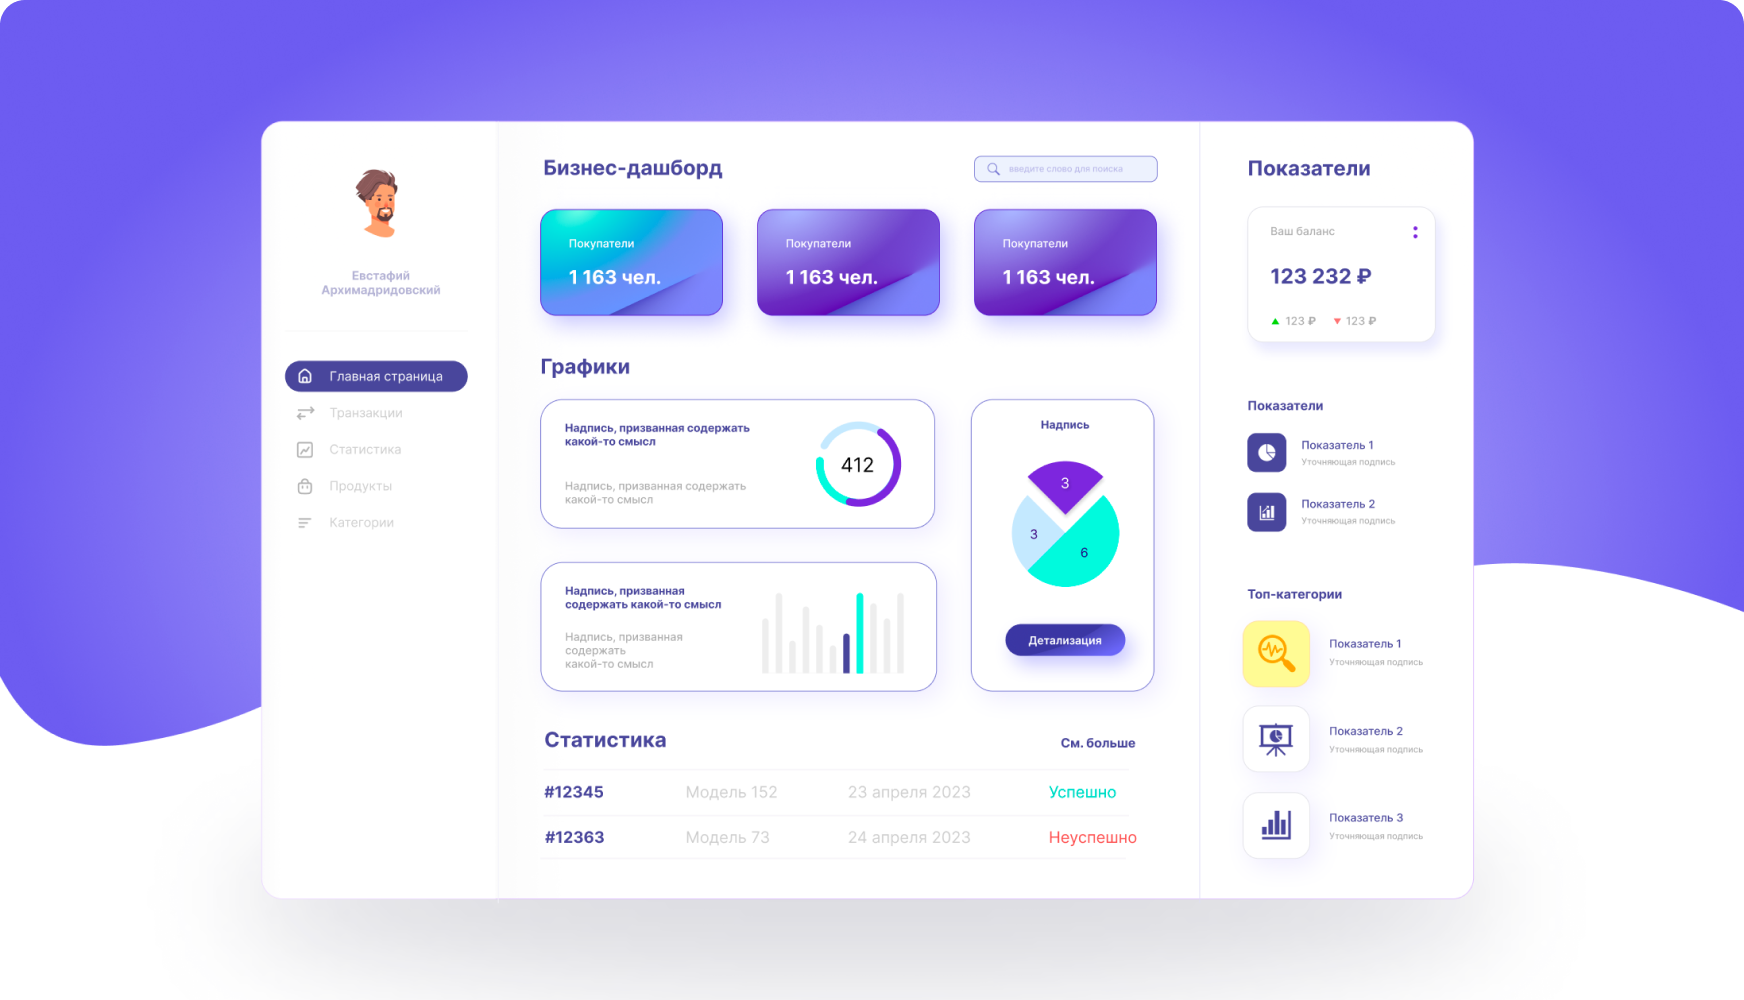 Евстафий
Архимадридовский
Главная страница
Транзакции
Статистика
Продукты
Категории
Бизнес-дашборд
введите слово для поиска
Покупатели
1 163 чел.
Покупатели
1 163 чел.
Покупатели
1 163 чел.
Графики
Надпись, призванная содержать
какой-то смысл
Надпись, призванная содержать
какой-то смысл
412
Надпись, призванная
содержать какой-то смысл
Надпись, призванная
содержать
какой-то смысл
Надпись
3
3
6
Детализация
Статистика
См. больше
#12345 Модель 152 23 апреля 2023 Успешно
#12363 Модель 73 24 апреля 2023 Неуспешно
Показатели
Ваш баланс
123 232 ₽
123 ₽ 123 ₽
Показатели
Показатель 1
Уточняющая подпись
Показатель 2
Уточняющая подпись
Топ-категории
Показатель 1
Уточняющая подпись
Показатель 2
Уточняющая подпись
Показатель 3
Уточняющая подпись